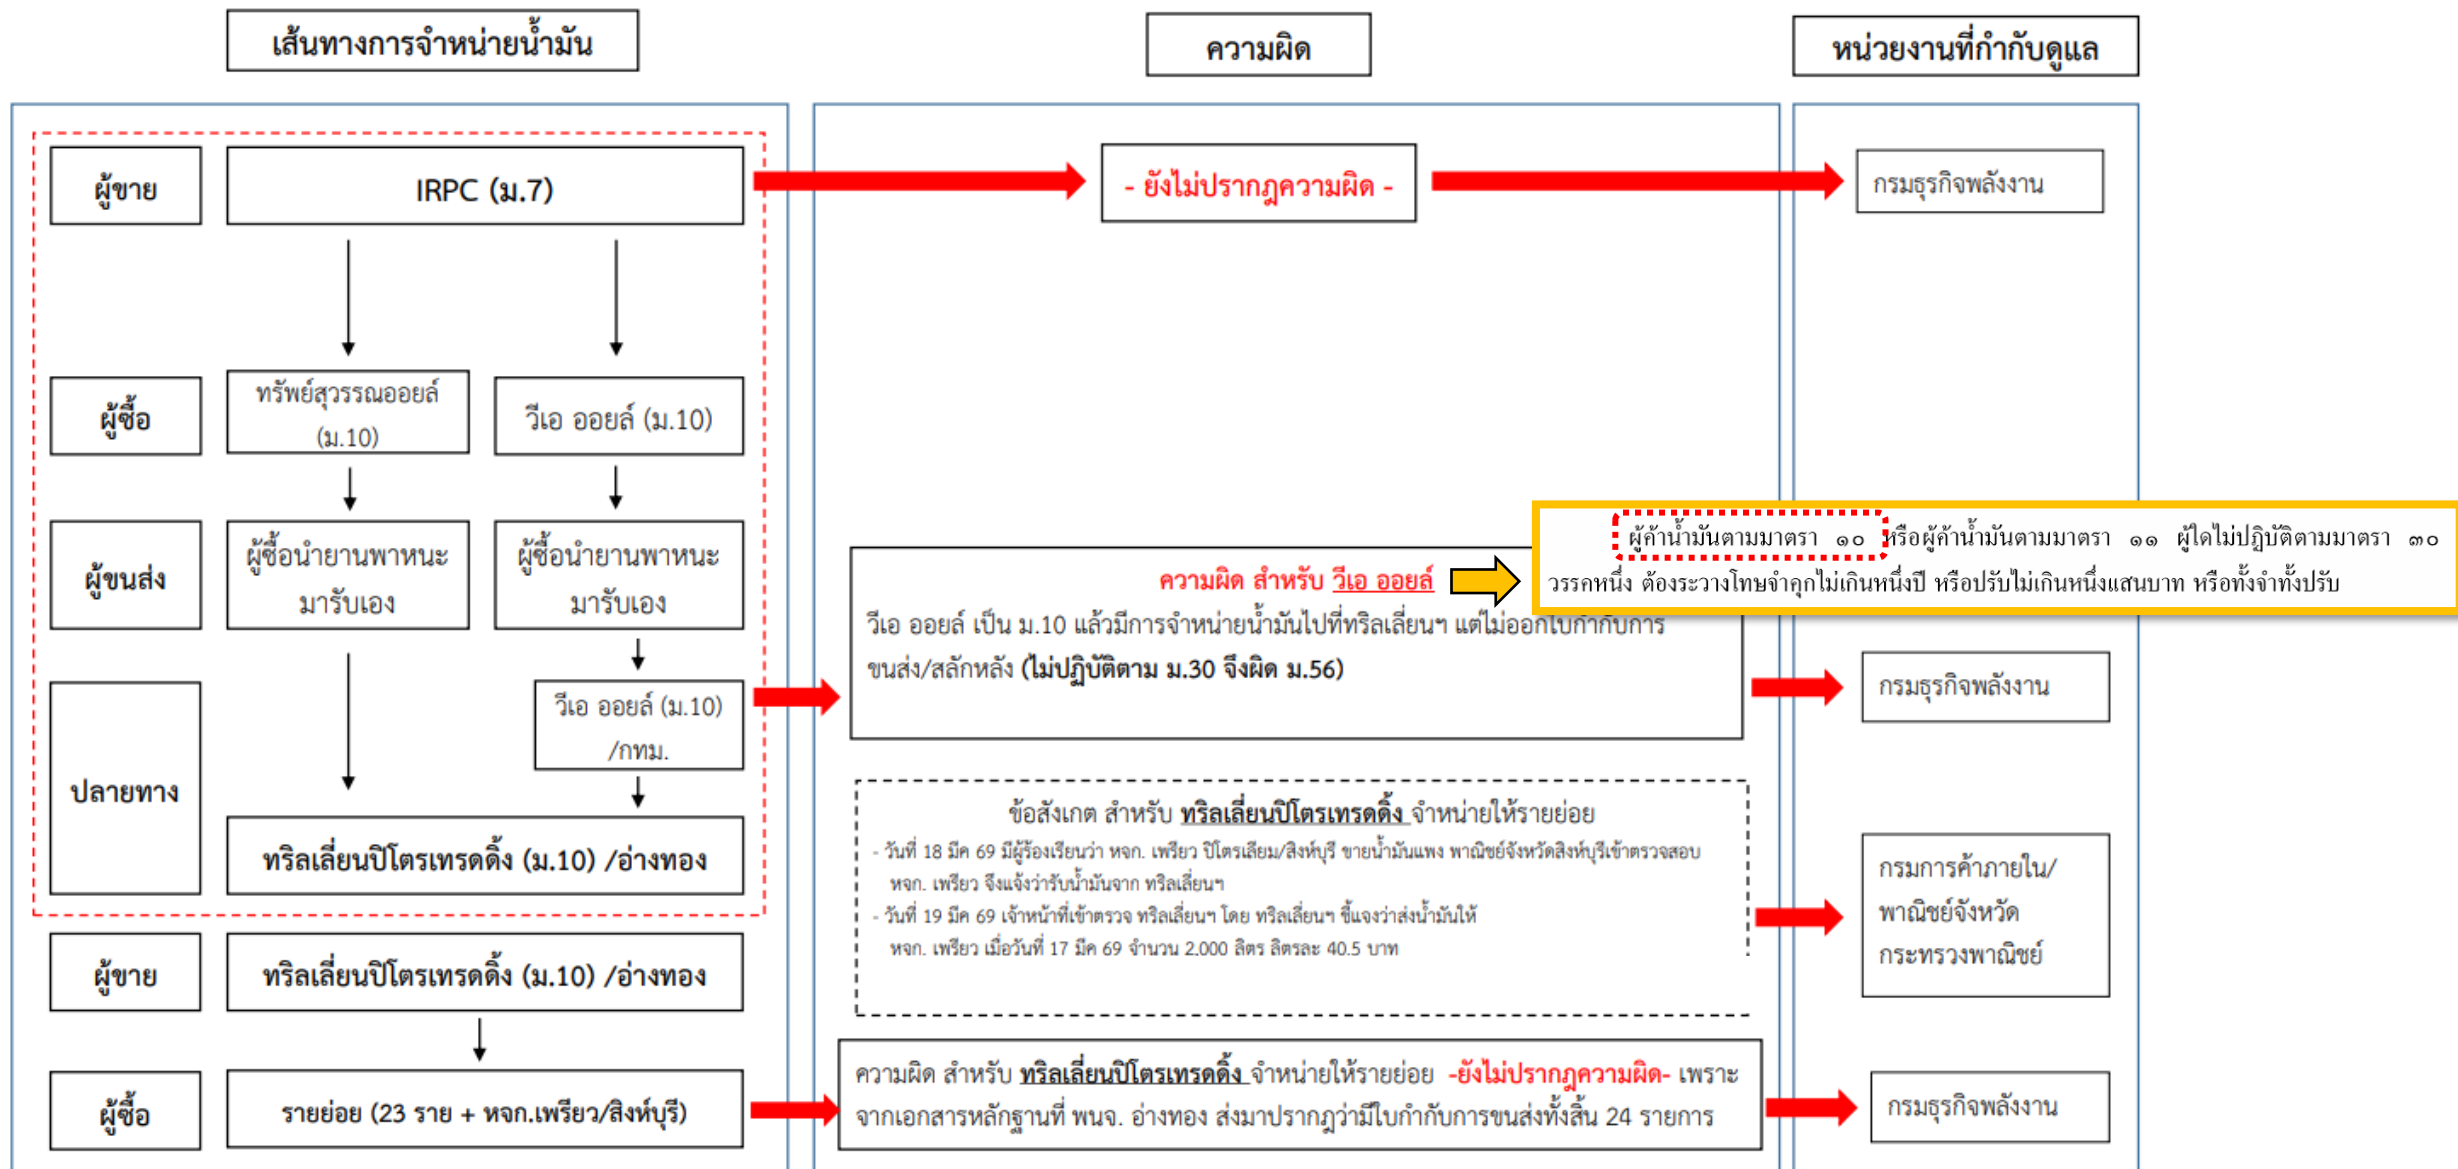 เส้นทางการจำหน่ายน้ำมัน
ความผิด
หน่วยงานที่กำกับดูแล
ผู้ขาย
IRPC (ม.7)
- ยังไม่ปรากฎความผิด -
กรมธุรกิจพลังงาน
ผู้ซื้อ
ทรัพย์สุวรรณออยล์
(ม.10)
วีเอ ออยล์ (ม.10)
ผู้ขนส่ง
ผู้ซื้อนำยานพาหนะ
มารับเอง
ผู้ซื้อนำยานพาหนะ
มารับเอง
ความผิด สำหรับ วีเอ ออยล์
ผู้ค้าน้ำมันตามมาตรา ๑๐ หรือผู้ค้าน้ำมันตามมาตรา ๑๑ ผู้ใดไม่ปฏิบัติตามมาตรา ๓๐
วรรคหนึ่ง ต้องระวางโทษจำคุกไม่เกินหนึ่งปี หรือปรับไม่เกินหนึ่งแสนบาท หรือทั้งจำทั้งปรับ
วีเอ ออยล์ เป็น ม.10 แล้วมีการจำหน่ายน้ำมันไปที่ทริลเลี่ยนฯ แต่ไม่ออกใบกำกับการ
ขนส่ง/สลักหลัง (ไม่ปฏิบัติตาม ม.30 จึงผิด ม.56)
กรมธุรกิจพลังงาน
ปลายทาง
วีเอ ออยล์ (ม.10)
/กทม.
ทริลเลี่ยนปิโตรเทรดดิ้ง (ม.10) /อ่างทอง
ข้อสังเกต สำหรับ ทริลเลี่ยนปิโตรเทรดดิ้ง จำหน่ายให้รายย่อย
- วันที่ 18 มีค 69 มีผู้ร้องเรียนว่า หจก. เพรียว ปิโตรเลียม/สิงห์บุรี ขายน้ำมันแพง พาณิชย์จังหวัดสิงห์บุรีเข้าตรวจสอบ
หจก. เพรียว จึงแจ้งว่ารับน้ำมันจาก ทริลเลี่ยนฯ
- วันที่ 19 มีค 69 เจ้าหน้าที่เข้าตรวจ ทริลเลี่ยนฯ โดย ทริลเลี่ยนฯ ชี้แจงว่าส่งน้ำมันให้
หจก. เพรียว เมื่อวันที่ 17 มีค 69 จำนวน 2.000 ลิตร ลิตรละ 40.5 บาท
กรมการค้าภายใน/
พาณิชย์จังหวัด
กระทรวงพาณิชย์
ผู้ขาย
ทริลเลี่ยนปิโตรเทรดดิ้ง (ม.10) /อ่างทอง
ผู้ซื้อ
รายย่อย (23 ราย + หจก.เพรียว/สิงห์บุรี)
ความผิด สำหรับ ทริลเลี่ยนปิโตรเทรดดิ้ง จำหน่ายให้รายย่อย -ยังไม่ปรากฎความผิด- เพราะ
จากเอกสารหลักฐานที่ พนจ. อ่างทอง ส่งมาปรากฎว่ามีใบกำกับการขนส่งทั้งสิ้น 24 รายการ
กรมธุรกิจพลังงาน